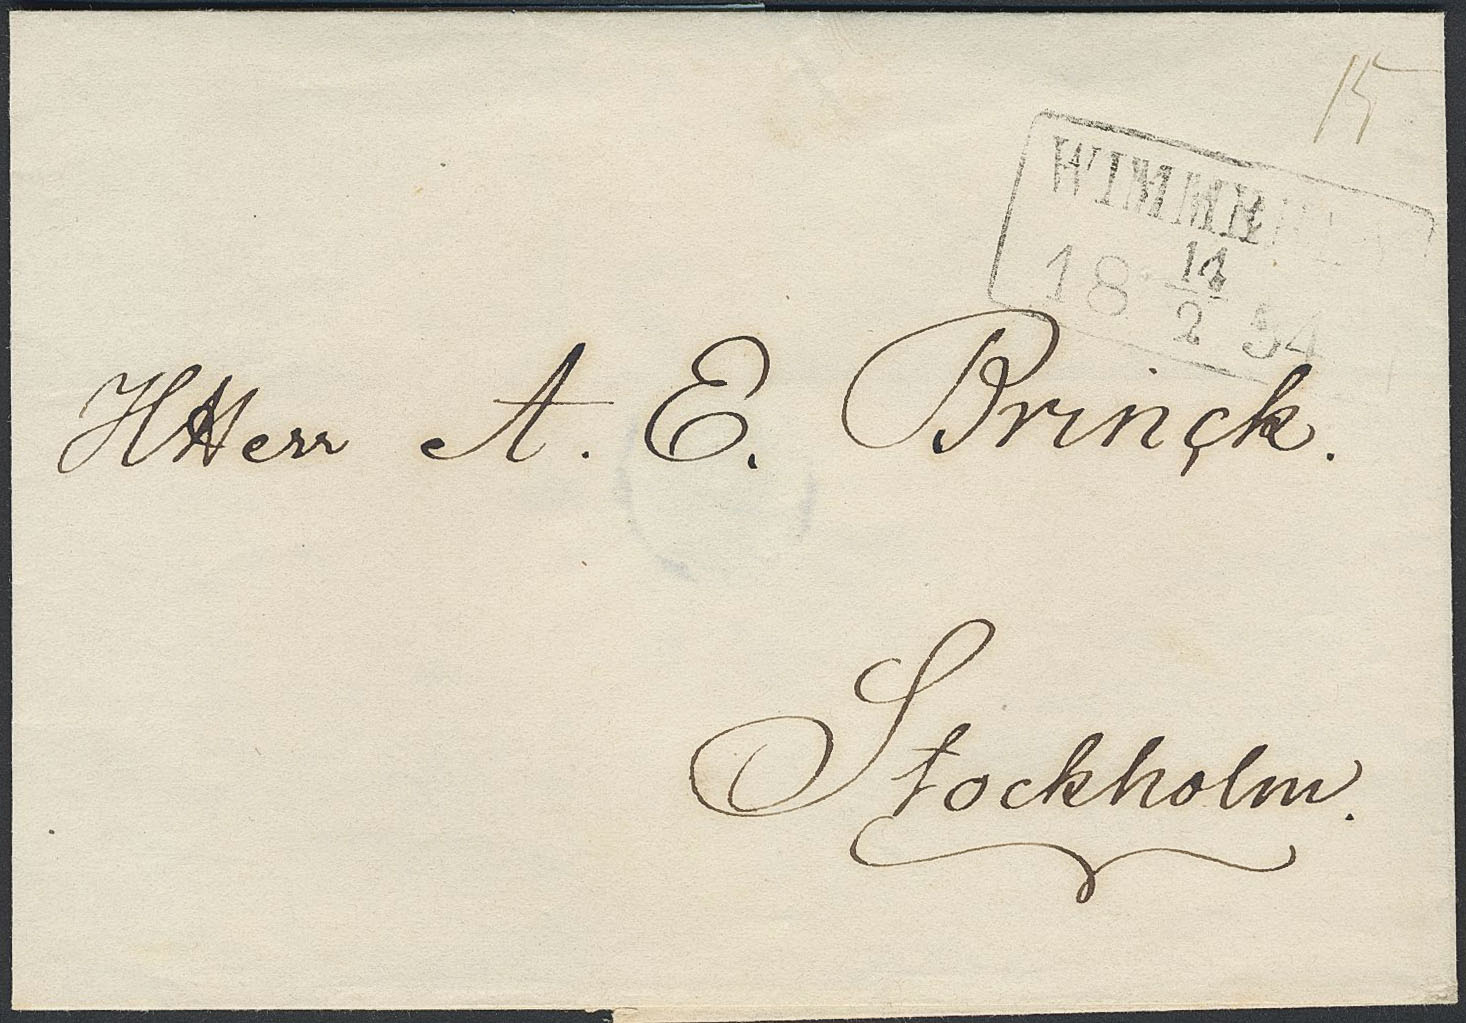 15
18 14/2 54
HHerr A. E. Brinck.
Stockholm.